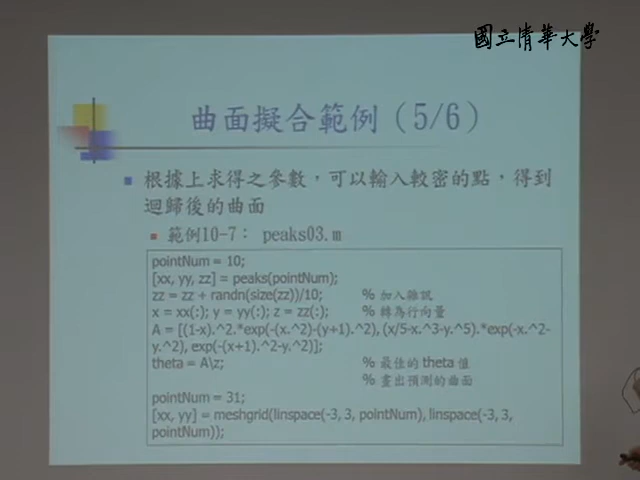 國立清華大學
曲面擬合範例（5/6）
根據上求得之參數，可以輸入較密的點，得到
迴歸後的曲面
範例10-7： peaks03.m
pointNum = 10;
[xx, yy, zz] = peaks(pointNum);
zz = zz + randn(size(zz))/10; % 加入雜訊
x = xx(:); y = yy(:); z = zz(:); % 轉為行向量
A = [(1-x).^2.*exp(-(x.^2)-(y+1).^2), (x/5-x.^3-y.^5).*exp(-x.^2-
y.^2), exp(-(x+1).^2-y.^2)];
theta = A\z; % 最佳的 theta 值
% 畫出預測的曲面
pointNum = 31;
[xx, yy] = meshgrid(linspace(-3, 3, pointNum), linspace(-3, 3,
pointNum));